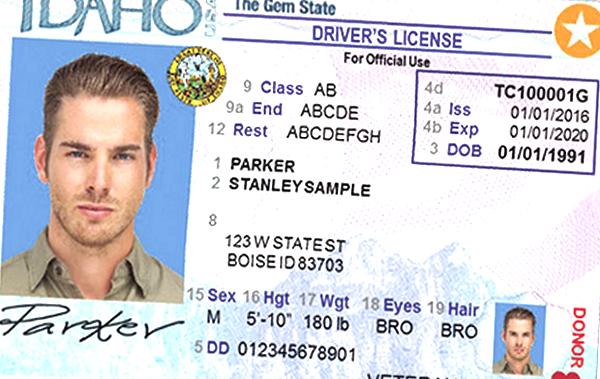 IDAHO USA
The Gem State
DRIVER'S LICENSE
For Official Use
9 Class AB
9a End ABCDE
12 Rest ABCDEFGH
4d TC100001G
4a Iss 01/01/2016
4b Exp 01/01/2020
3 DOB 01/01/1991
1 PARKER
2 STANLEYSAMPLE
8
123 W STATE ST
BOISE ID 83703
15 Sex 16 Hgt 17 Wgt 18 Eyes 19 Hair
M 5'-10" 180 lb BRO BRO
5 DD 012345678901
Parker
DONOR